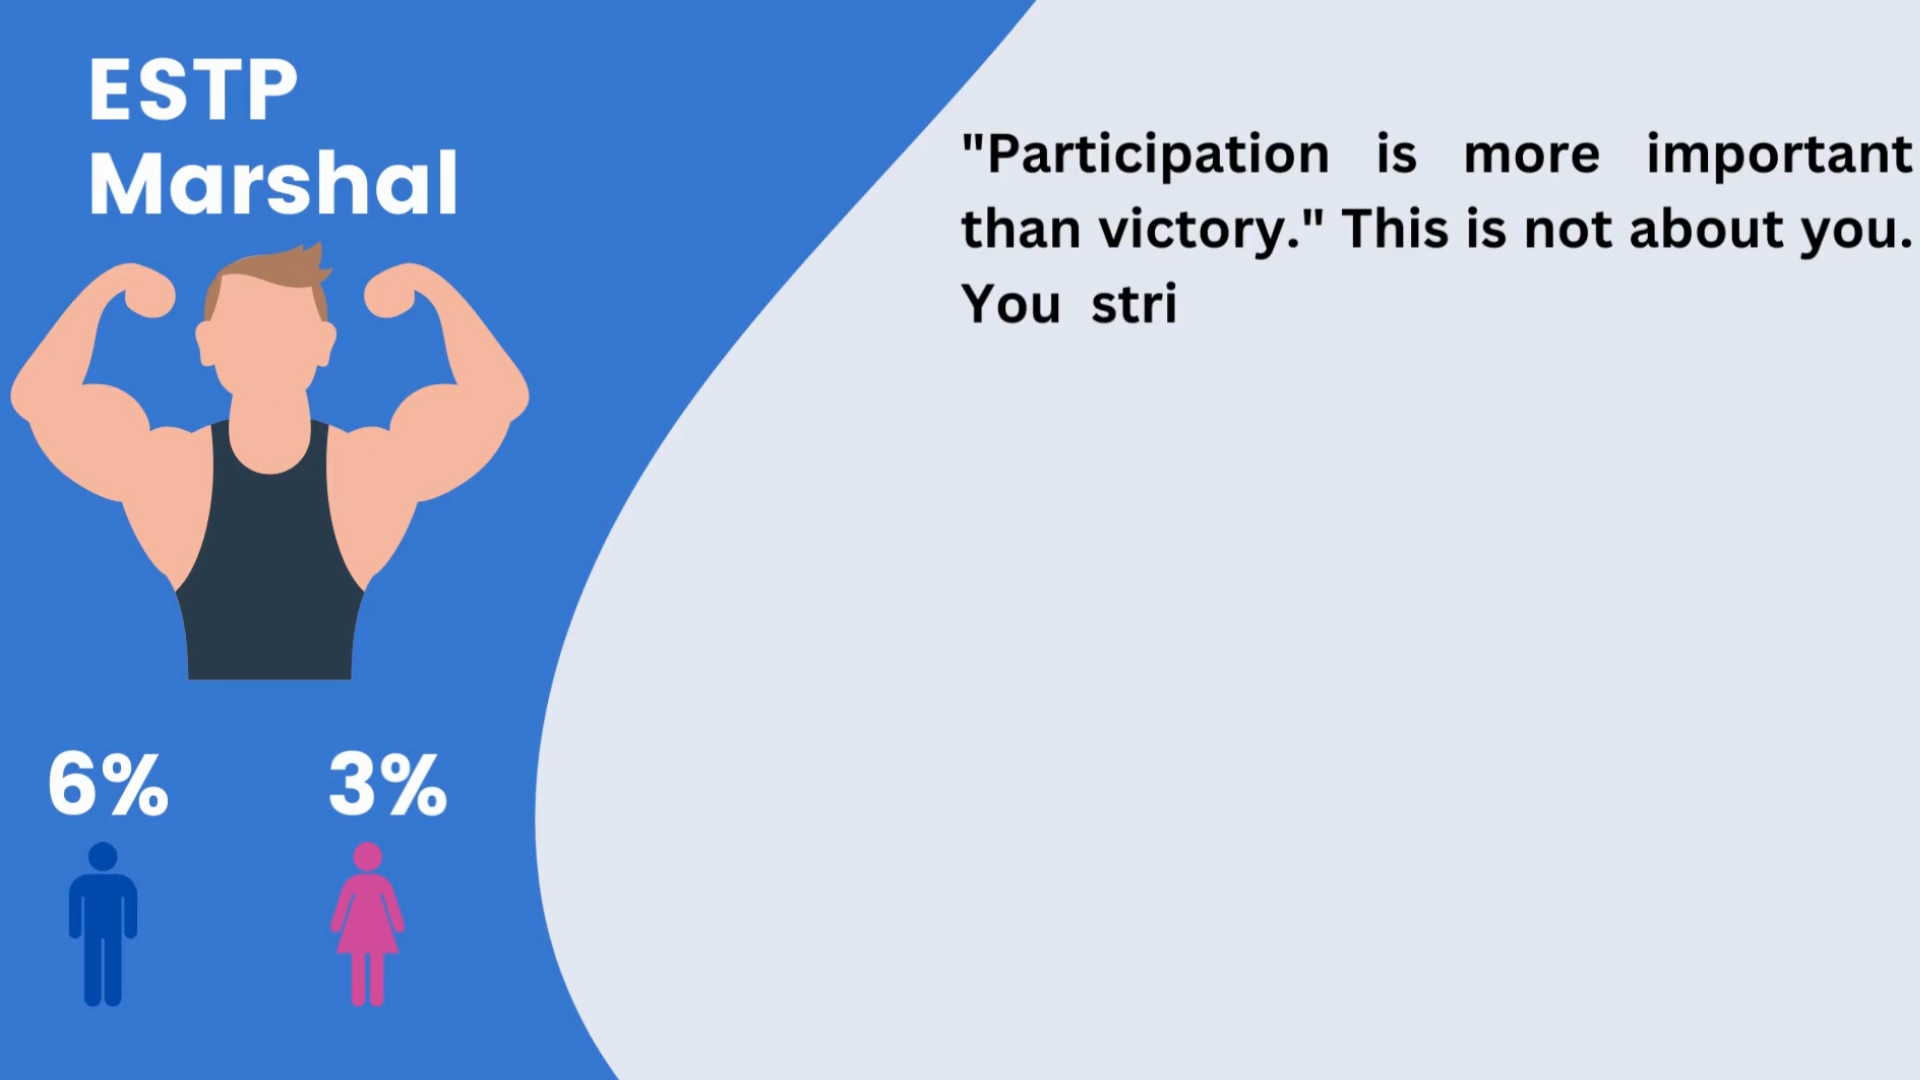 ESTP
Marshal
"Participation is more important
than victory." This is not about you.
You stri
6%
3%